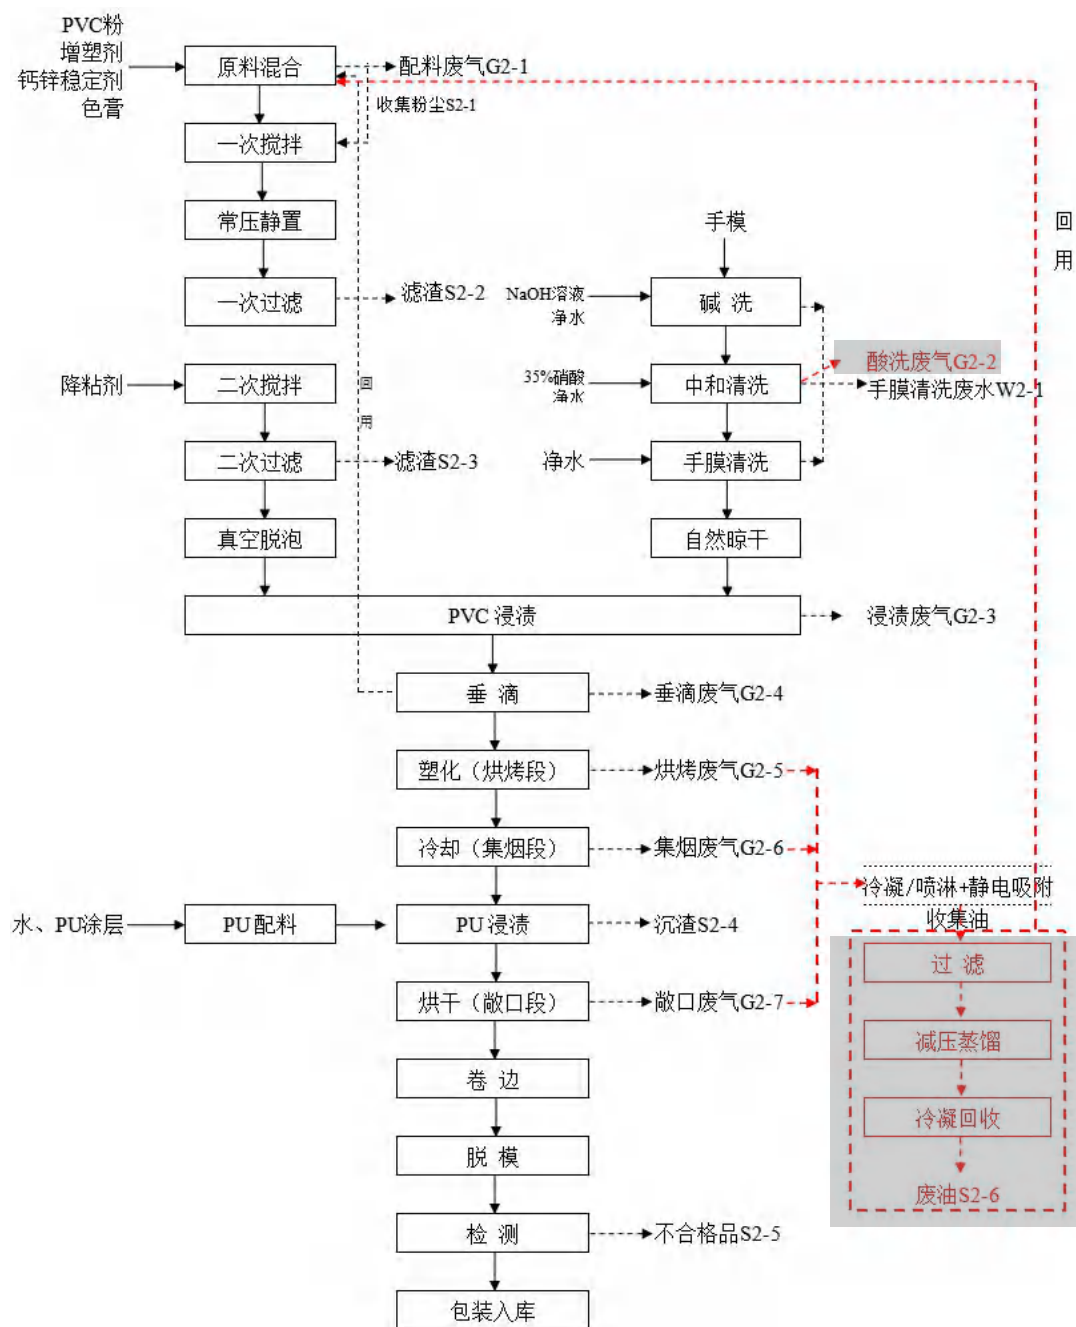 PVC粉
增塑剂
钙锌稳定剂
色膏
原料混合
配料废气G2-1
收集粉尘S2-1
一次搅拌
常压静置
手模
回
用
一次过滤
滤渣S2-2
NaOH溶液
净水
碱 洗
酸洗废气G2-2
降粘剂
二次搅拌
回
用
35%硝酸
净水
中和清洗
手膜清洗废水W2-1
二次过滤
滤渣S2-3
净水
手膜清洗
真空脱泡
自然晾干
PVC 浸渍
浸渍废气G2-3
垂 滴
垂滴废气G2-4
塑化（烘烤段）
烘烤废气G2-5
冷却（集烟段）
集烟废气G2-6
冷凝/喷淋+静电吸附
收集油
水、PU涂层
PU 配料
PU 浸渍
沉渣S2-4
过 滤
烘干（敞口段）
敞口废气G2-7
减压蒸馏
卷 边
冷凝回收
脱 模
废油S2-6
检 测
不合格品S2-5
包装入库